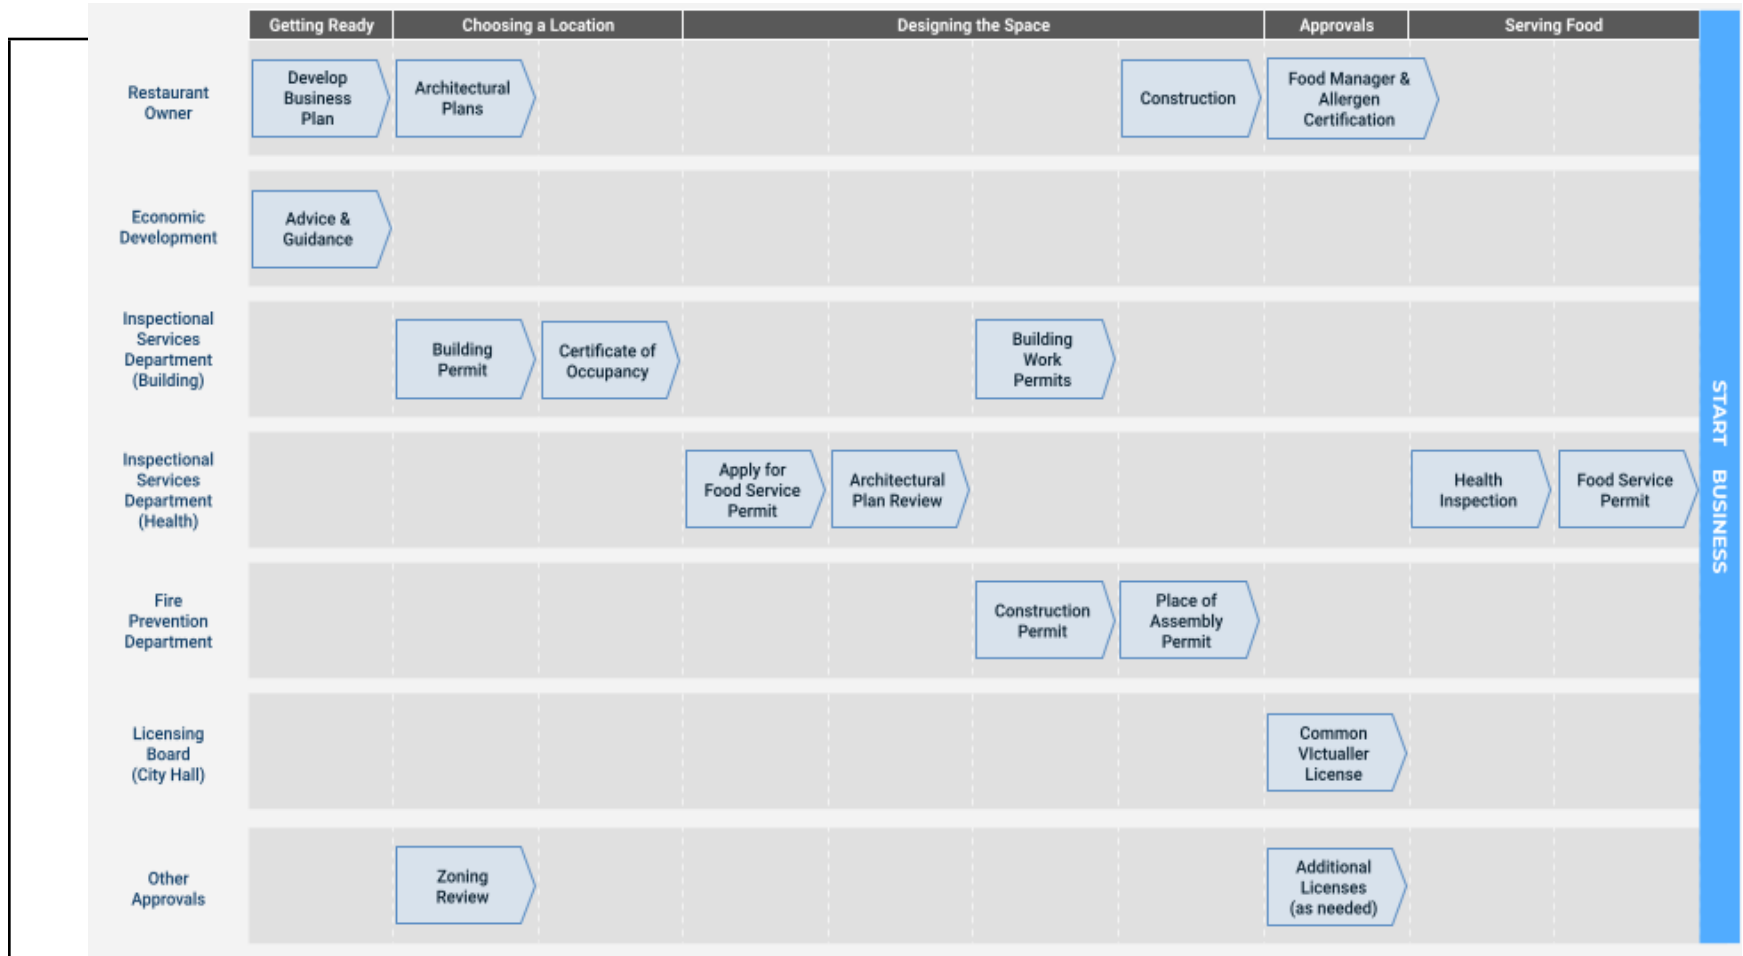 Getting Ready
Choosing a Location
Designing the Space
Approvals
Serving Food
Restaurant
Owner
Develop
Business
Plan
Architectural
Plans
Construction
Food Manager &
Allergen
Certification
Economic
Development
Advice &
Guidance
Inspectional
Services
Department
(Building)
Building
Permit
Certificate of
Occupancy
Building
Work
Permits
Inspectional
Services
Department
(Health)
Apply for
Food Service
Permit
Architectural
Plan Review
Health
Inspection
Food Service
Permit
Fire
Prevention
Department
Construction
Permit
Place of
Assembly
Permit
Licensing
Board
(City Hall)
Common
VIctualler
License
Other
Approvals
Zoning
Review
Additional
Licenses
(as needed)
START BUSINESS